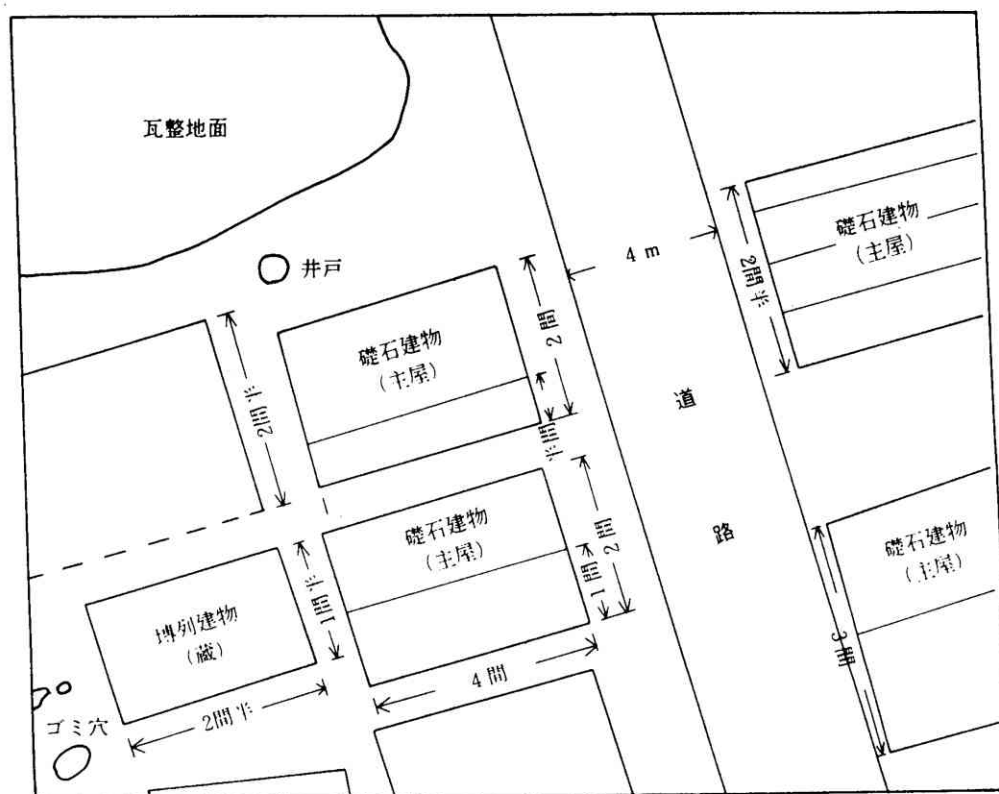 瓦整地面
井戸
4 m
礎石建物
(主屋)
2間半
礎石建物
(主屋)
2間
半間
2間半
道
路
礎石建物
(主屋)
1間
2間
礎石建物
(主屋)
3間
塼列建物
(蔵)
1間半
4間
2間半
ゴミ穴